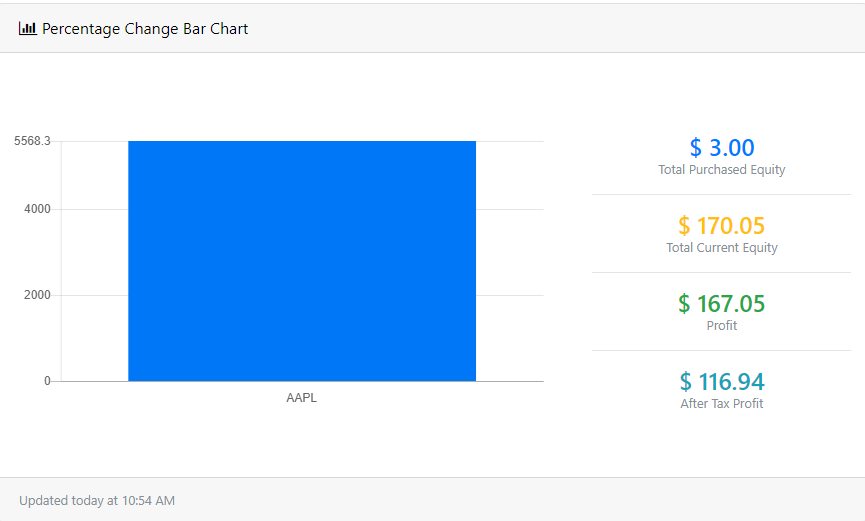 Percentage Change Bar Chart
5568.3
4000
2000
0
AAPL
$ 3.00
Total Purchased Equity
$ 170.05
Total Current Equity
$ 167.05
Profit
$ 116.94
After Tax Profit
Updated today at 10:54 AM